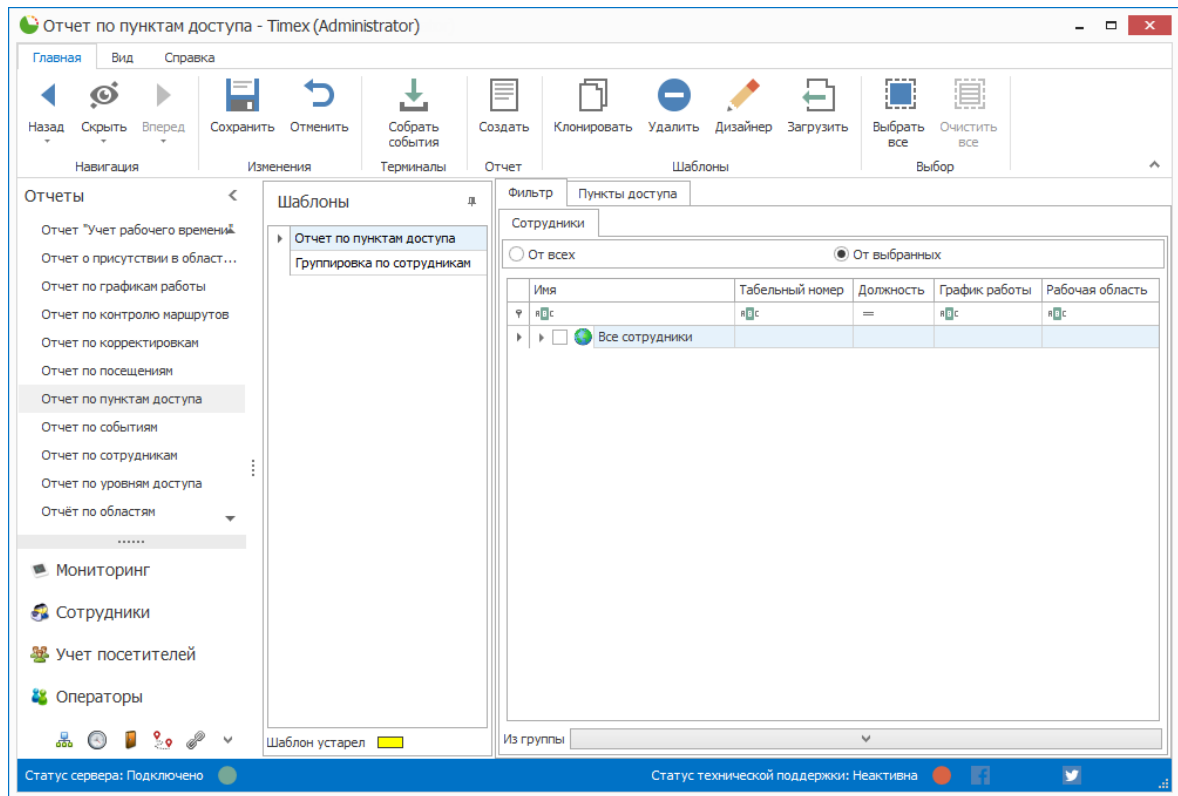 Отчет по пунктам доступа - Timex (Administrator)
Главная Вид Справка
Назад Скрыть Вперед Сохранить Отменить Собрать события Создать Клонировать Удалить Дизайнер Загрузить Выбрать все Очистить все
Навигация Изменения Терминалы Отчет Шаблоны Выбор
Отчеты
Отчет "Учет рабочего времени"
Отчет о присутствии в област...
Отчет по графикам работы
Отчет по контролю маршрутов
Отчет по корректировкам
Отчет по посещениям
Отчет по пунктам доступа
Отчет по событиям
Отчет по сотрудникам
Отчет по уровням доступа
Отчёт по областям
Мониторинг
Сотрудники
Учет посетителей
Операторы
Шаблоны
Отчет по пунктам доступа
Группировка по сотрудникам
Шаблон устарел
Фильтр Пункты доступа
Сотрудники
От всех От выбранных
Имя Табельный номер Должность График работы Рабочая область
Все сотрудники
Из группы
Статус сервера: Подключено Статус технической поддержки: Неактивна